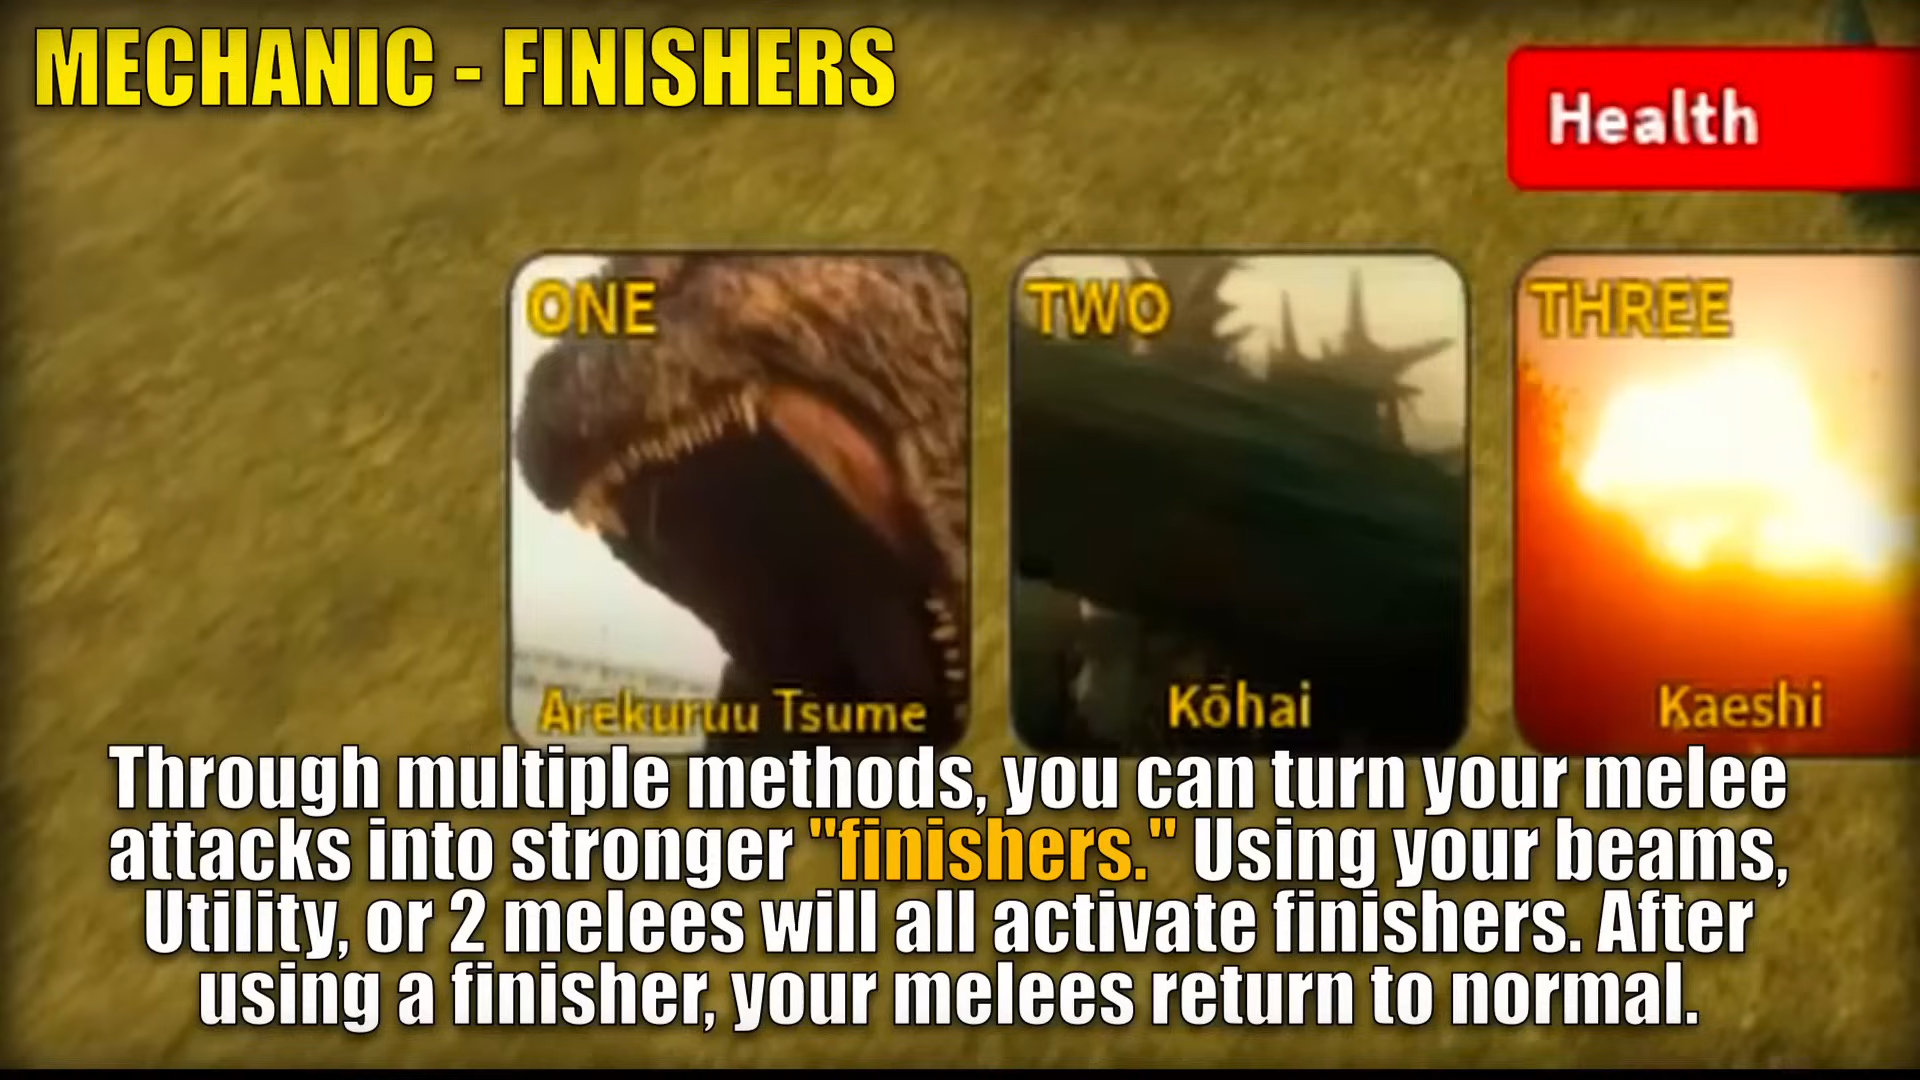 MECHANIC - FINISHERS
Health
ONE
TWO
THREE
Arekuruu Tsume
Kōhai
Kaeshi
Through multiple methods, you can turn your melee
attacks into stronger "finishers." Using your beams,
Utility, or 2 melees will all activate finishers. After
using a finisher, your melees return to normal.